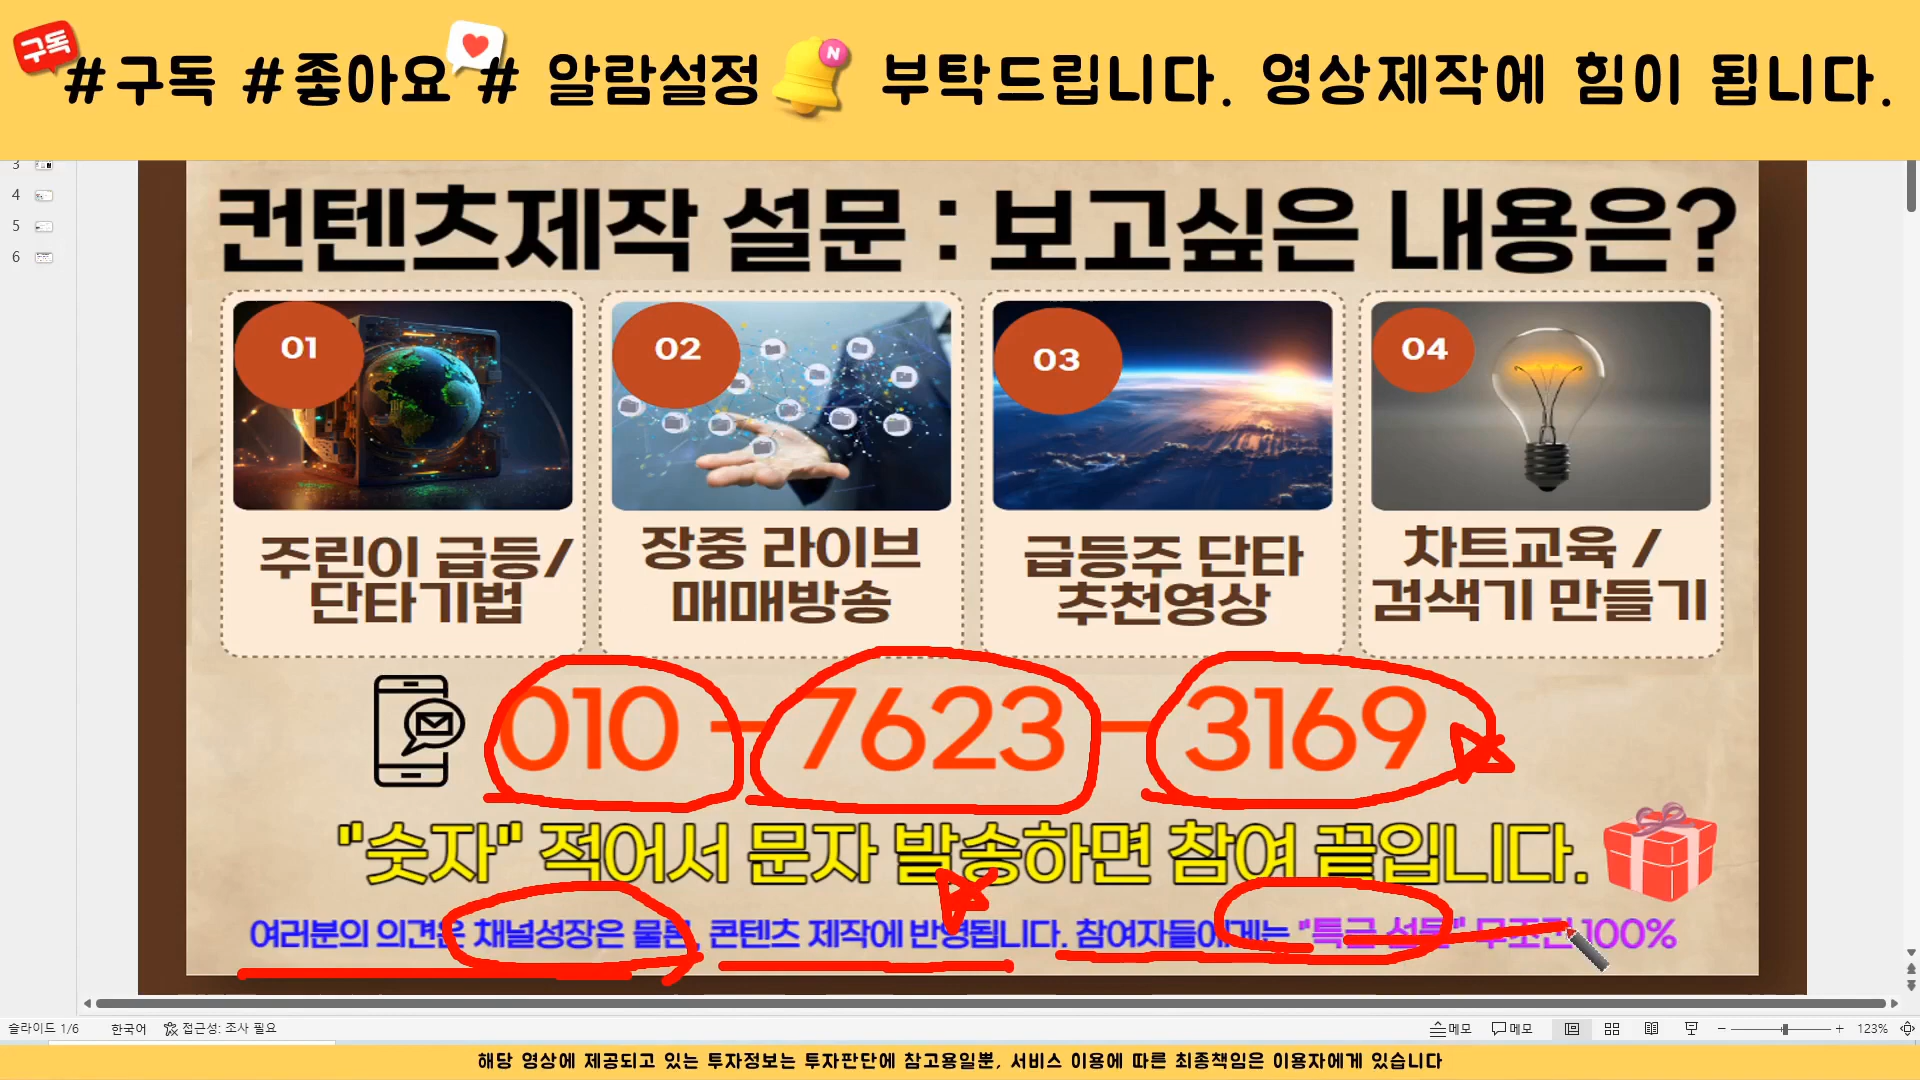 구독
#구독 #좋아요 # 알람설정 부탁드립니다. 영상제작에 힘이 됩니다.
N
3
4
5
6
컨텐츠제작 설문 : 보고싶은 내용은?
01
02
03
04
주린이 급등/
단타기법
장중 라이브
매매방송
급등주 단타
추천영상
차트교육 /
검색기 만들기
010 - 7623 - 3169
"숫자" 적어서 문자 발송하면 참여 끝입니다.
여러분의 의견은 채널성장은 물론, 콘텐츠 제작에 반영됩니다. 참여자들에게는 "특급 선물" 무조건 100%
슬라이드 1/6 한국어 접근성: 조사 필요 메모 메모 123%
해당 영상에 제공되고 있는 투자정보는 투자판단에 참고용일뿐, 서비스 이용에 따른 최종책임은 이용자에게 있습니다